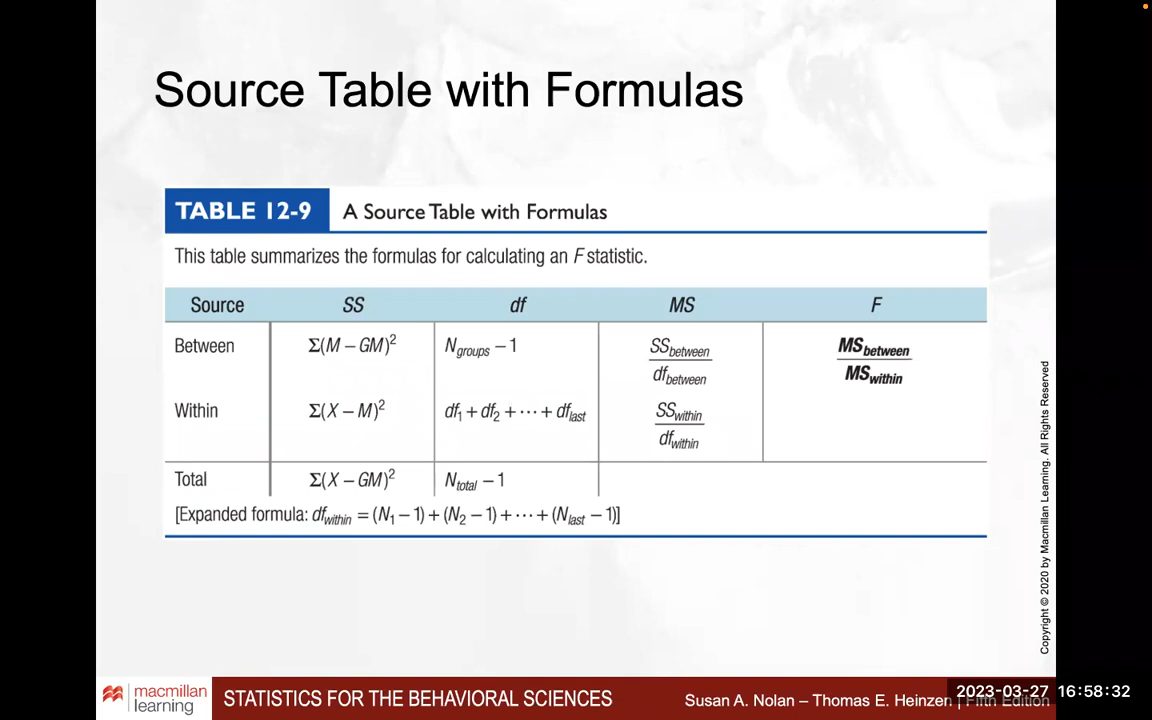 Source Table with Formulas
TABLE 12-9 A Source Table with Formulas
This table summarizes the formulas for calculating an F statistic.
Source SS df MS F
Between Σ(M – GM)² N_groups – 1 SS_between / df_between MS_between / MS_within
Within Σ(X – M)² df₁ + df₂ + ··· + df_last SS_within / df_within
Total Σ(X – GM)² N_total – 1
[Expanded formula: df_within = (N₁ – 1) + (N₂ – 1) + ··· + (N_last – 1)]
Copyright © 2020 by Macmillan Learning. All Rights Reserved
macmillan learning
STATISTICS FOR THE BEHAVIORAL SCIENCES
Susan A. Nolan – Thomas E. Heinzen | Fifth Edition
2023-03-27 16:58:32